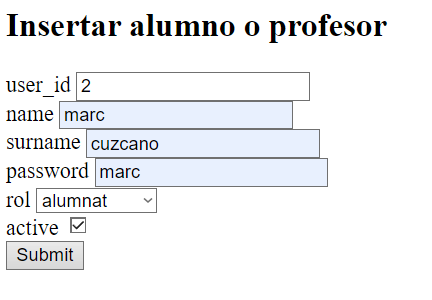 Insertar alumno o profesor
user_id 2
name marc
surname cuzcano
password marc
rol alumnat
active
Submit